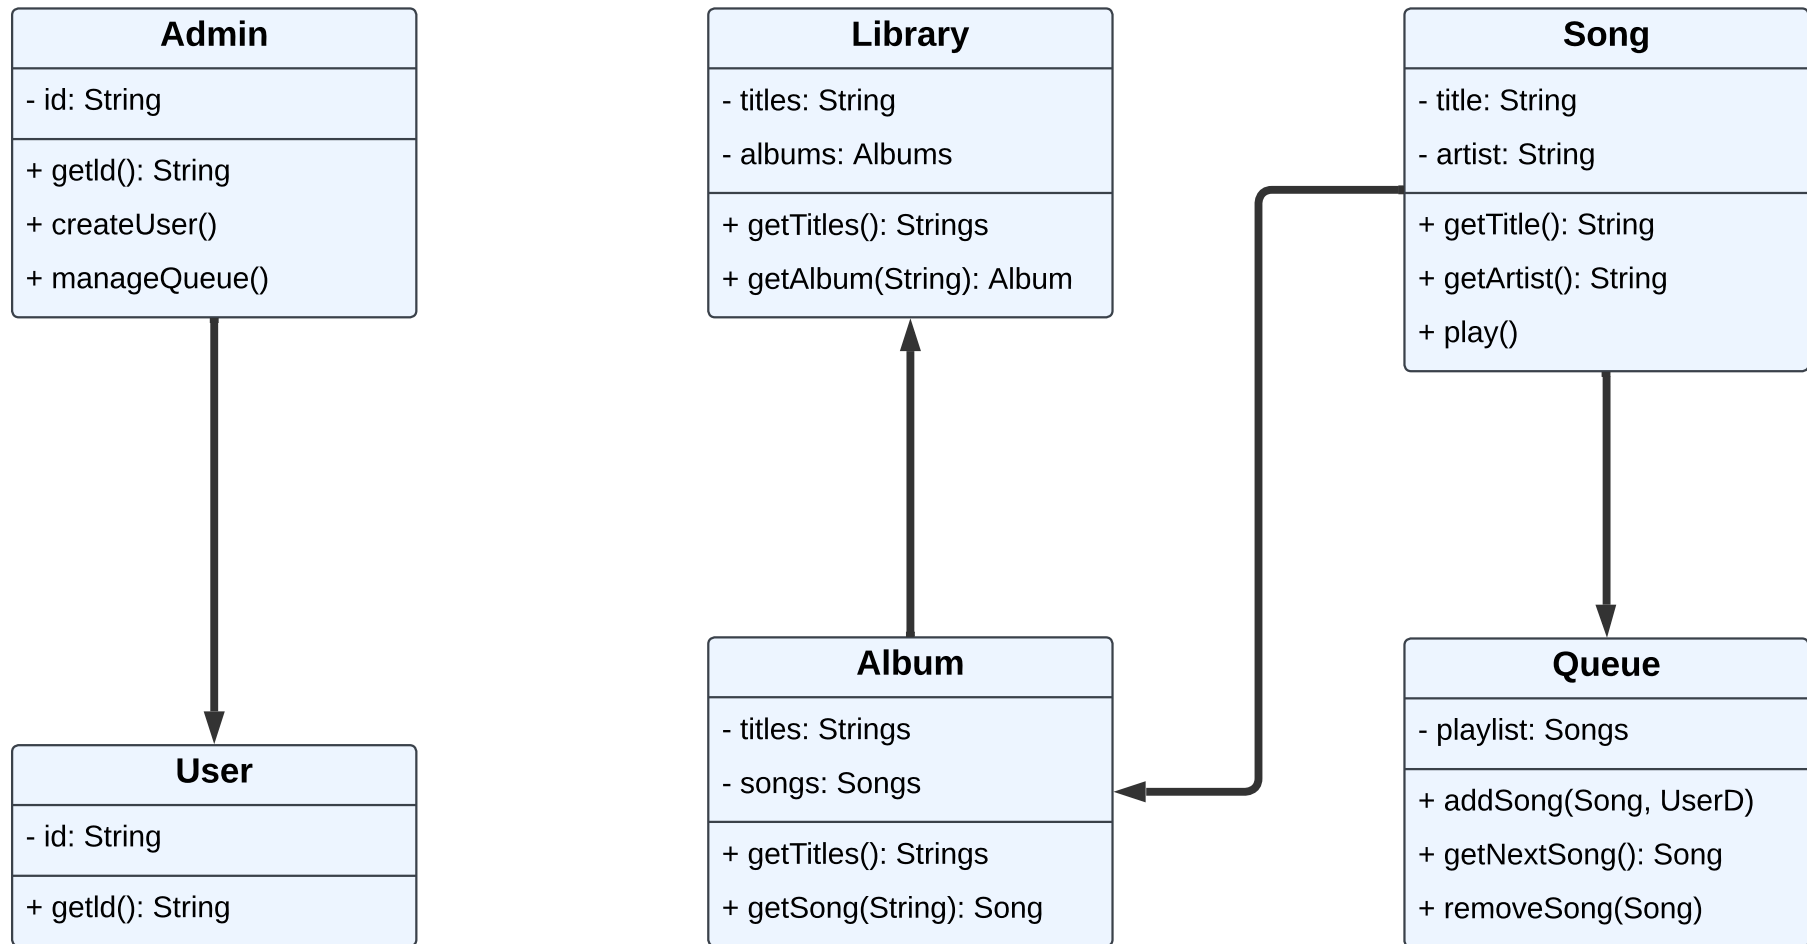 Admin
- id: String
+ getId(): String
+ createUser()
+ manageQueue()
Library
- titles: String
- albums: Albums
+ getTitles(): Strings
+ getAlbum(String): Album
Song
- title: String
- artist: String
+ getTitle(): String
+ getArtist(): String
+ play()
User
- id: String
+ getId(): String
Album
- titles: Strings
- songs: Songs
+ getTitles(): Strings
+ getSong(String): Song
Queue
- playlist: Songs
+ addSong(Song, UserD)
+ getNextSong(): Song
+ removeSong(Song)